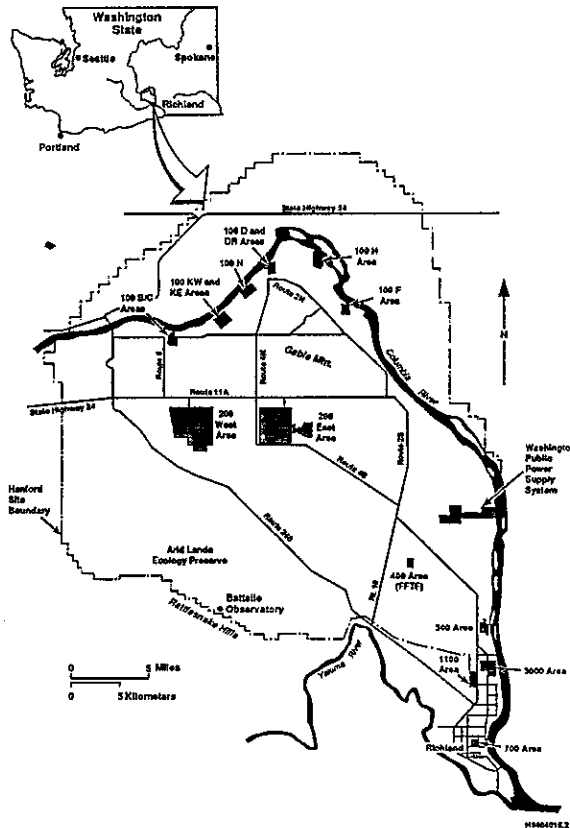 Washington
State
Seattle
Spokane
Richland
Portland
State Highway 24
100 D and
DR Areas
100 H
Area
100 N
100 KW and
KE Areas
100 F
Area
100 B/C
Areas
Route 2N
Route 6
Route 4N
Gable Mtn.
Columbia
River
N
Route 11A
State Highway 24
200
West Area
200
East
Area
Route 2S
Route 4S
Washington
Public
Power
Supply
System
Hanford
Site
Boundary
Route 240
Arid Lands
Ecology Preserve
400 Area
(FFTF)
Rt. 10
Battelle
Observatory
Rattlesnake Hills
300 Area
Yakima River
1100
Area
3000 Area
0 5 Miles
0 5 Kilometers
Richland
700 Area
H9404016.2